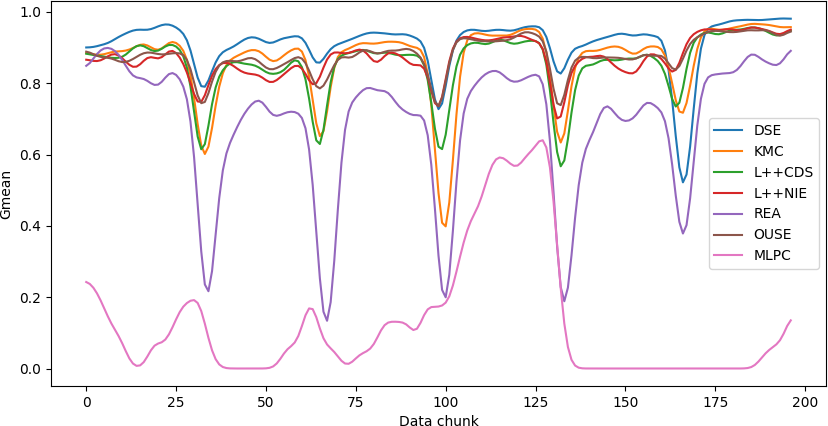 Gmean
1.0
0.8
0.6
0.4
0.2
0.0
DSE
KMC
L++CDS
L++NIE
REA
OUSE
MLPC
0 25 50 75 100 125 150 175 200
Data chunk